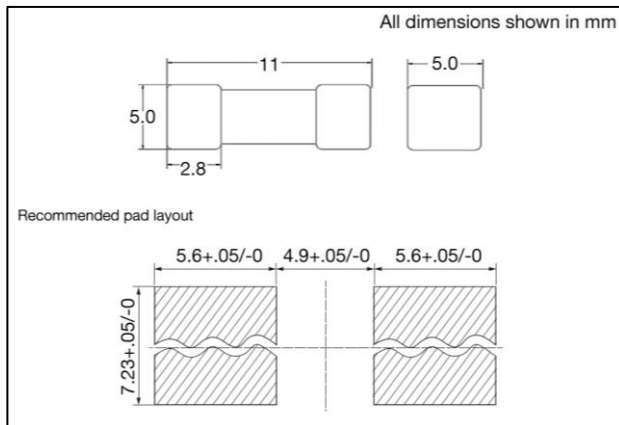 All dimensions shown in mm
11
5.0
5.0
2.8
Recommended pad layout
5.6+.05/-0 4.9+.05/-0 5.6+.05/-0
7.23+.05/-0